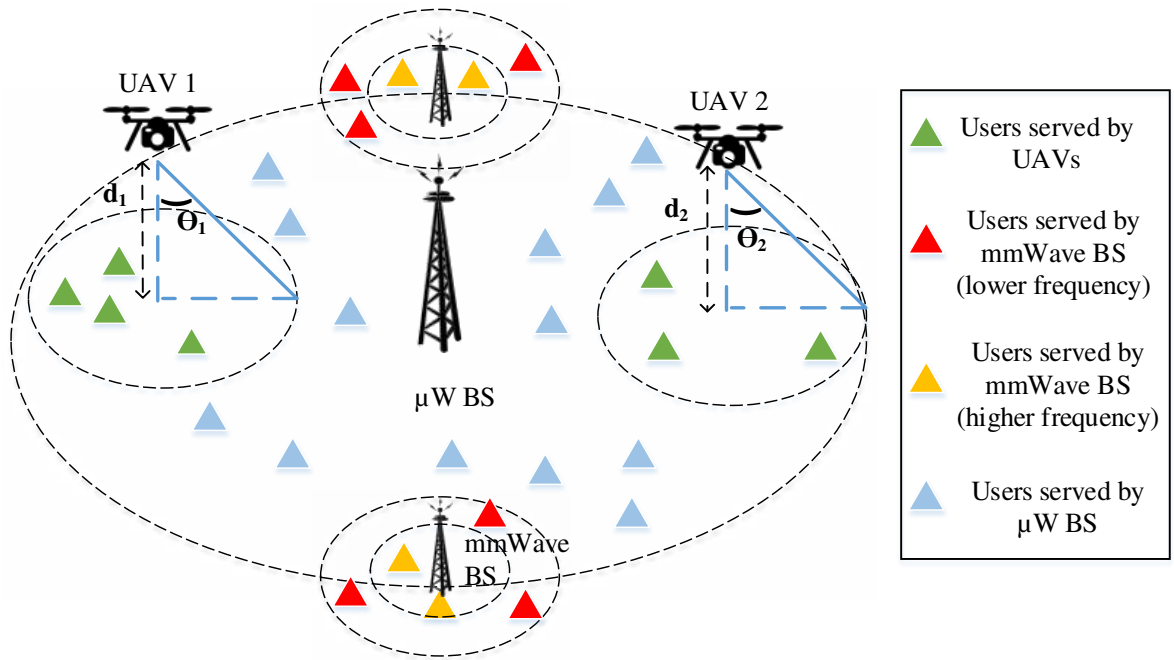 UAV 1
UAV 2
d₁
Θ₁
d₂
Θ₂
µW BS
mmWave
BS
Users served by
UAVs
Users served by
mmWave BS
(lower frequency)
Users served by
mmWave BS
(higher frequency)
Users served by
µW BS